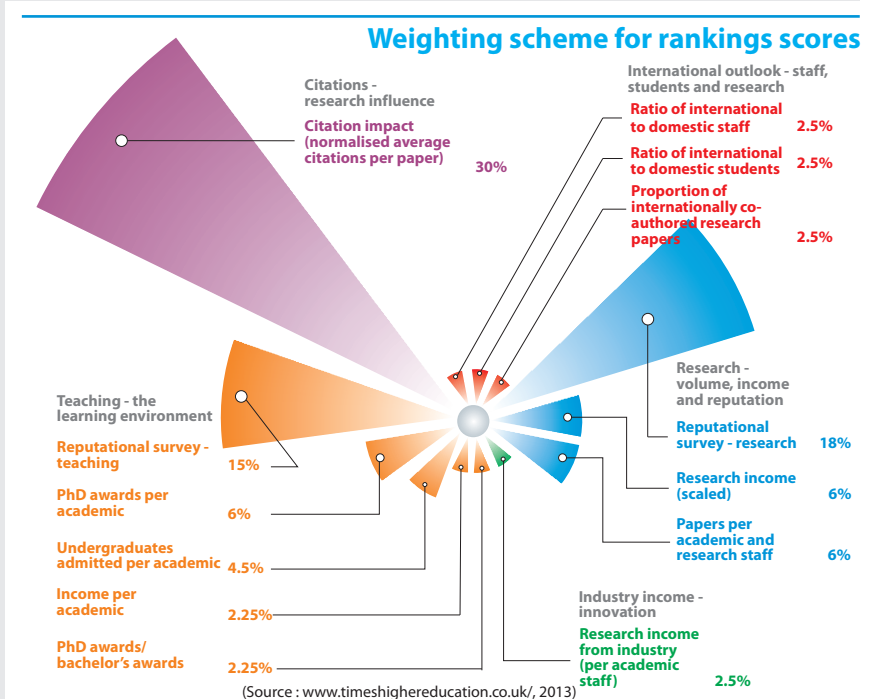 Weighting scheme for rankings scores
Citations -
research influence
Citation impact
(normalised average
citations per paper)
30%
International outlook - staff,
students and research
Ratio of international
to domestic staff 2.5%
Ratio of international
to domestic students 2.5%
Proportion of
internationally co-
authored research
papers 2.5%
Research -
volume, income
and reputation
Reputational
survey - research 18%
Research income
(scaled) 6%
Papers per
academic and
research staff 6%
Teaching - the
learning environment
Reputational survey -
teaching 15%
PhD awards per
academic 6%
Undergraduates
admitted per academic 4.5%
Income per
academic 2.25%
PhD awards/
bachelor's awards 2.25%
Industry income -
innovation
Research income
from industry
(per academic
staff) 2.5%
(Source : www.timeshighereducation.co.uk/, 2013)